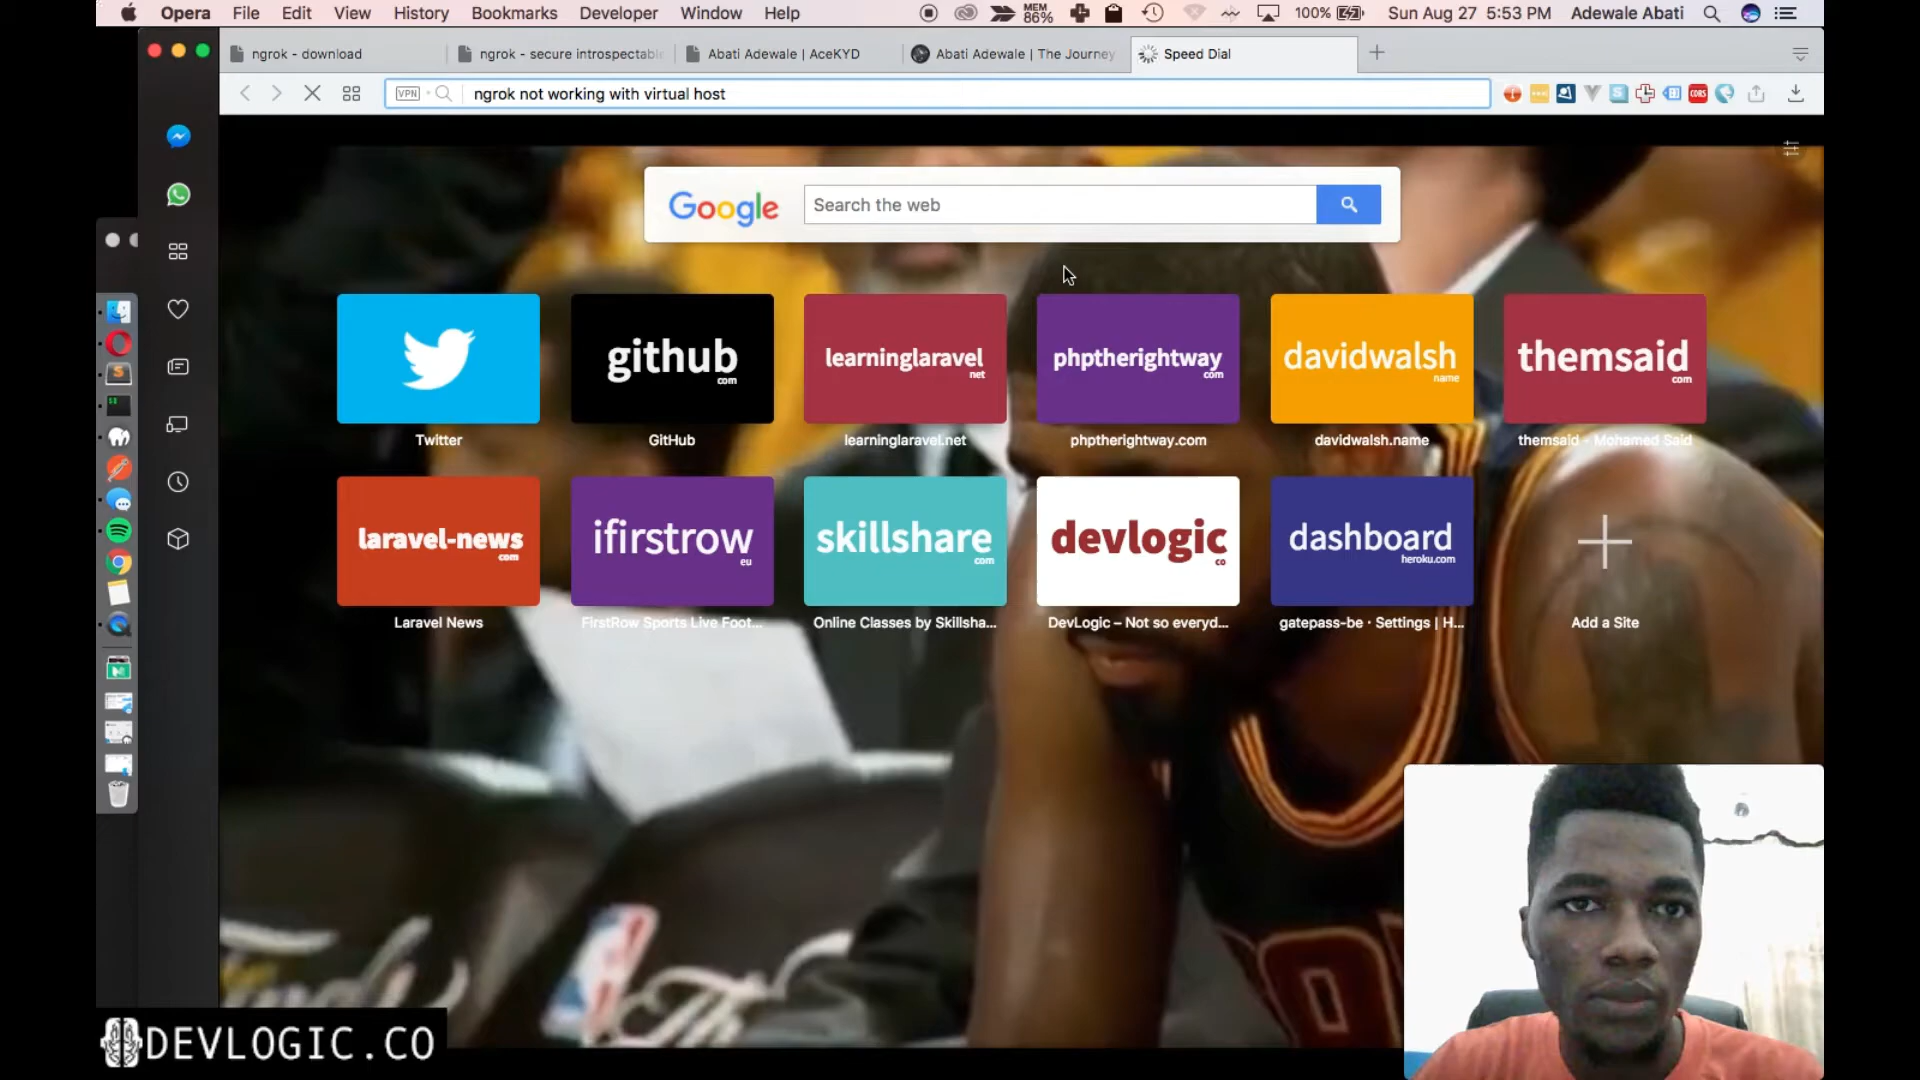 Opera File Edit View History Bookmarks Developer Window Help MEM 86% 100% Sun Aug 27 5:53 PM Adewale Abati
ngrok - download
ngrok - secure introspectable
Abati Adewale | AceKYD
Abati Adewale | The Journey
Speed Dial
VPN ngrok not working with virtual host
CORS
Google Search the web
github
com
learninglaravel
net
phptherightway
com
davidwalsh
name
themsaid
com
Twitter
GitHub
learninglaravel.net
phptherightway.com
davidwalsh.name
themsaid - Mohamed Said
laravel-news
com
ifirstrow
eu
skillshare
com
devlogic
co
dashboard
heroku.com
Laravel News
FirstRow Sports Live Foot...
Online Classes by Skillsha...
DevLogic – Not so everyd...
gatepass-be · Settings | H...
Add a Site
DEVLOGIC.CO